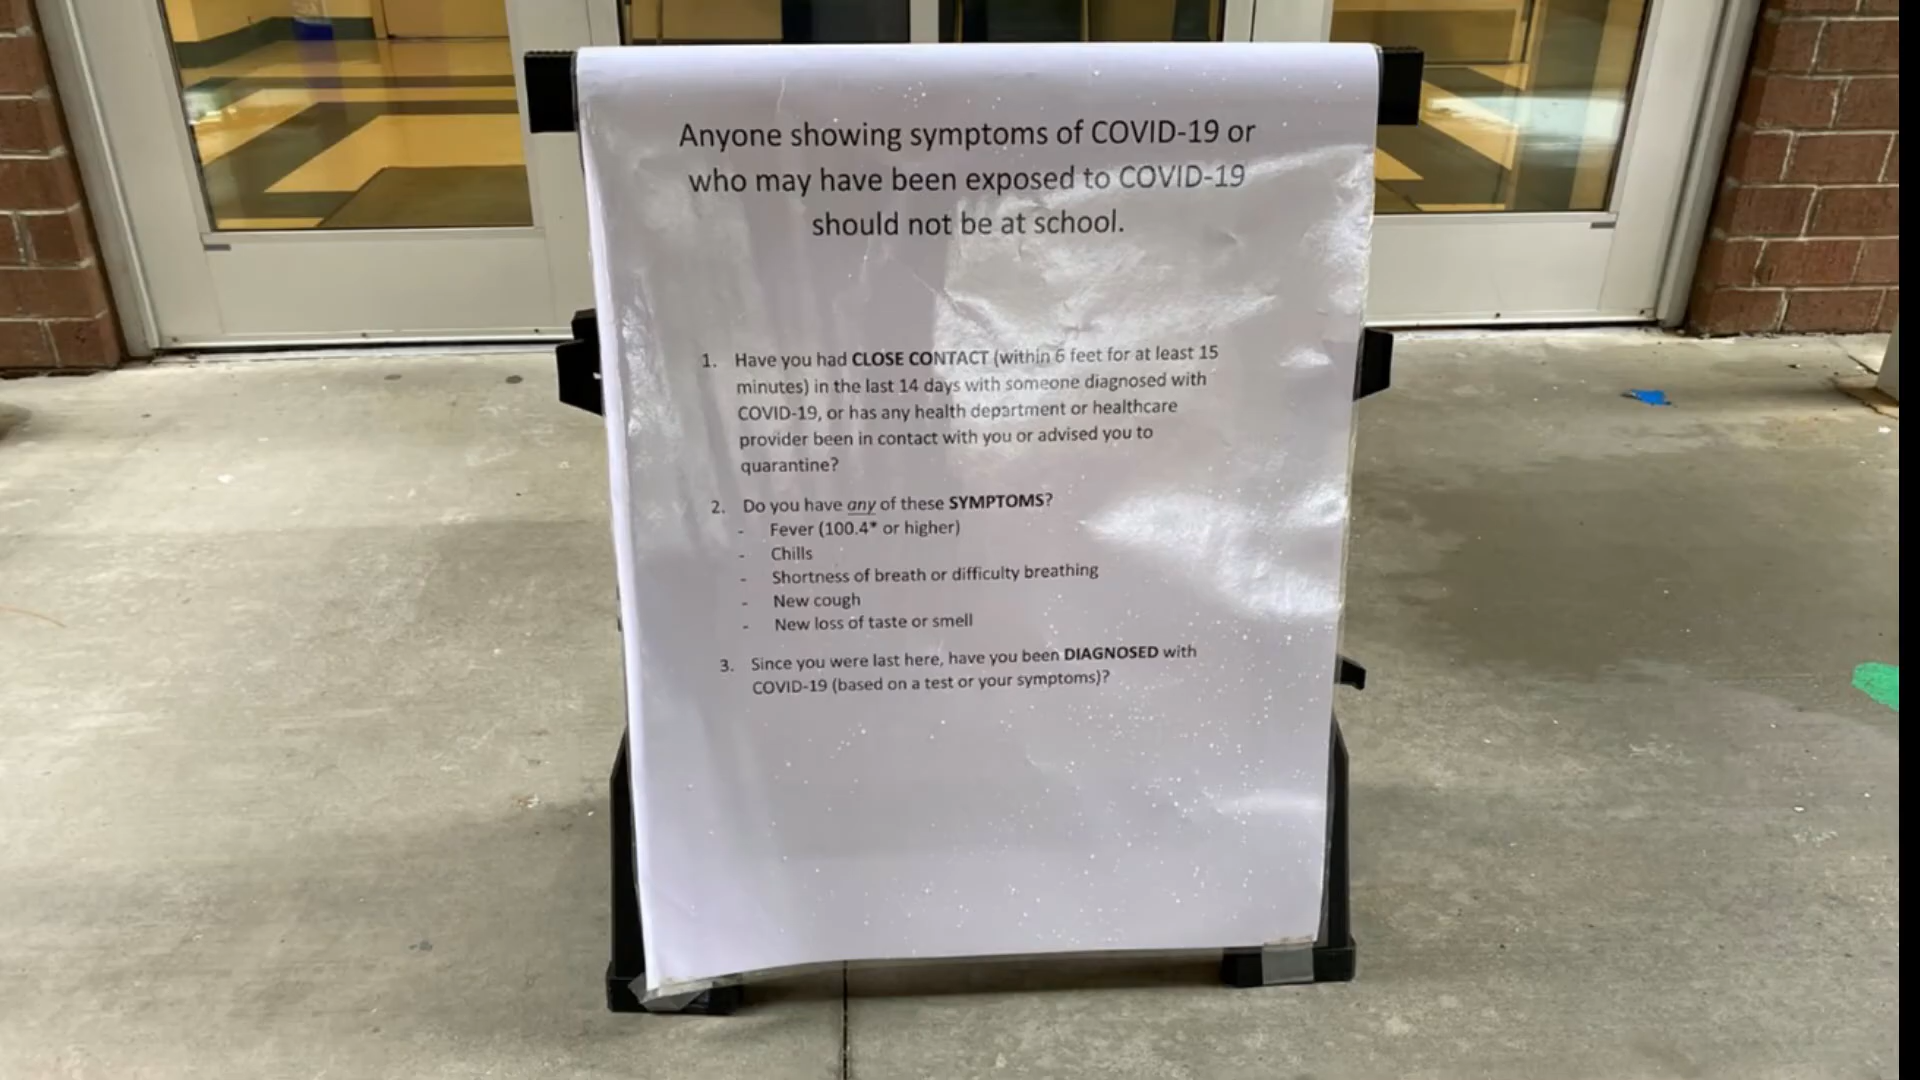 Anyone showing symptoms of COVID-19 or
who may have been exposed to COVID-19
should not be at school.
1. Have you had CLOSE CONTACT (within 6 feet for at least 15
minutes) in the last 14 days with someone diagnosed with
COVID-19, or has any health department or healthcare
provider been in contact with you or advised you to
quarantine?
2. Do you have any of these SYMPTOMS?
- Fever (100.4* or higher)
- Chills
- Shortness of breath or difficulty breathing
- New cough
- New loss of taste or smell
3. Since you were last here, have you been DIAGNOSED with
COVID-19 (based on a test or your symptoms)?